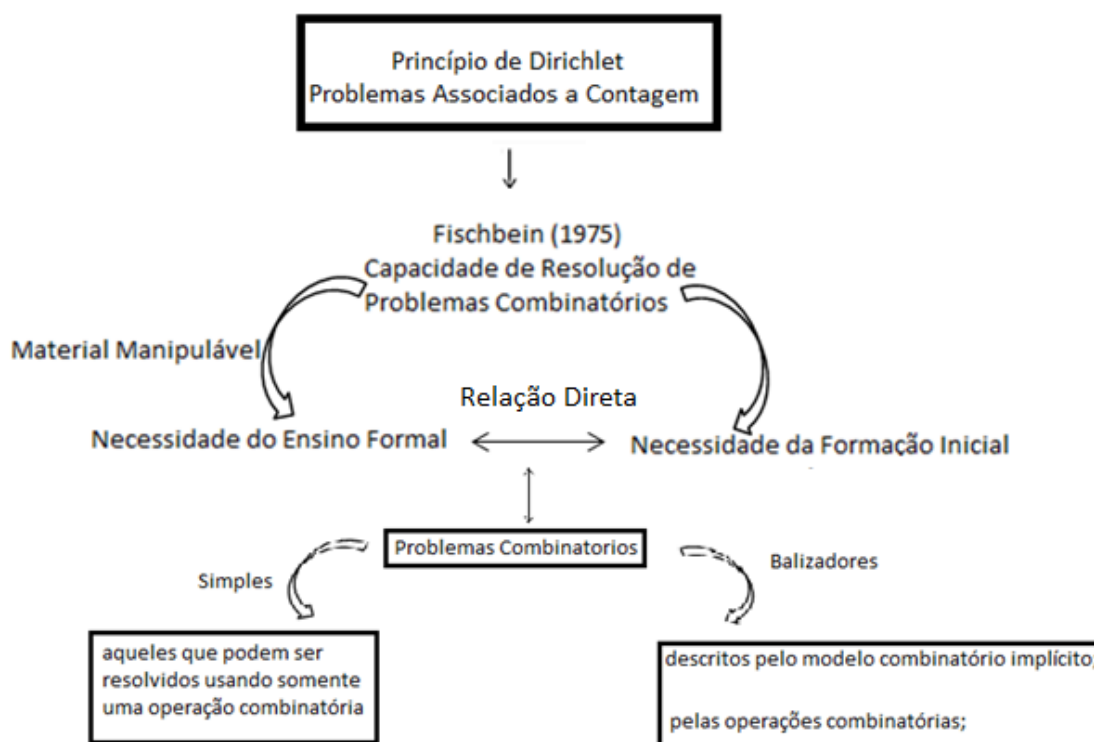 Princípio de Dirichlet
Problemas Associados a Contagem
Fischbein (1975)
Capacidade de Resolução de
Problemas Combinatórios
Material Manipulável
Relação Direta
Necessidade do Ensino Formal
Necessidade da Formação Inicial
Problemas Combinatorios
Simples
Balizadores
aqueles que podem ser
resolvidos usando somente
uma operação combinatória
descritos pelo modelo combinatório implícito;
pelas operações combinatórias;